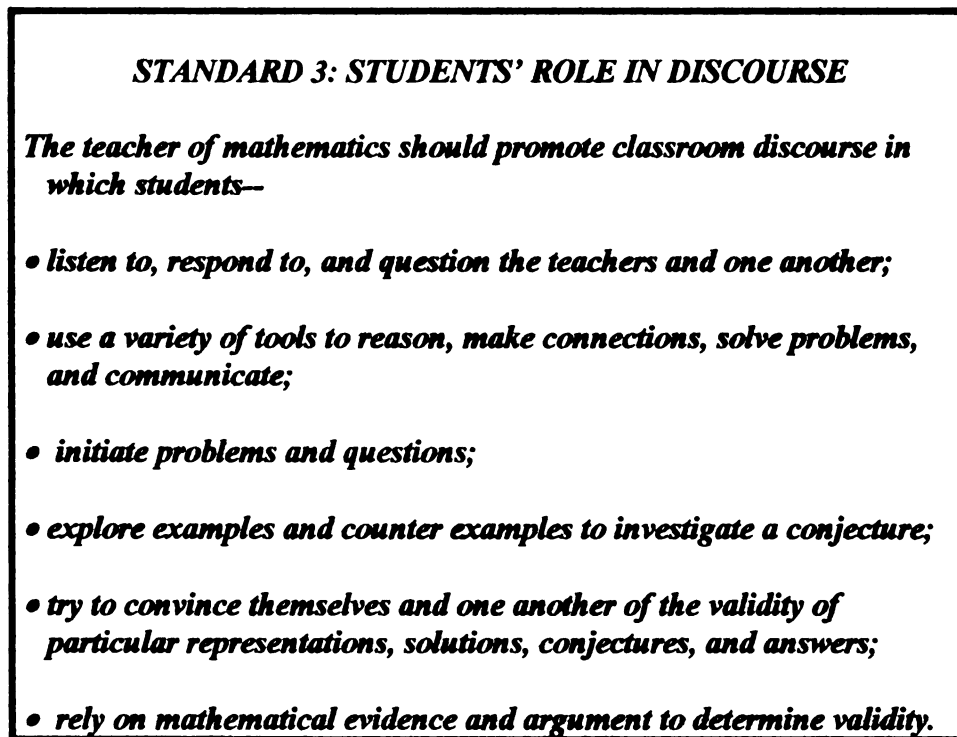 STANDARD 3: STUDENTS' ROLE IN DISCOURSE
The teacher of mathematics should promote classroom discourse in
which students--
• listen to, respond to, and question the teachers and one another;
• use a variety of tools to reason, make connections, solve problems,
and communicate;
• initiate problems and questions;
• explore examples and counter examples to investigate a conjecture;
• try to convince themselves and one another of the validity of
particular representations, solutions, conjectures, and answers;
• rely on mathematical evidence and argument to determine validity.